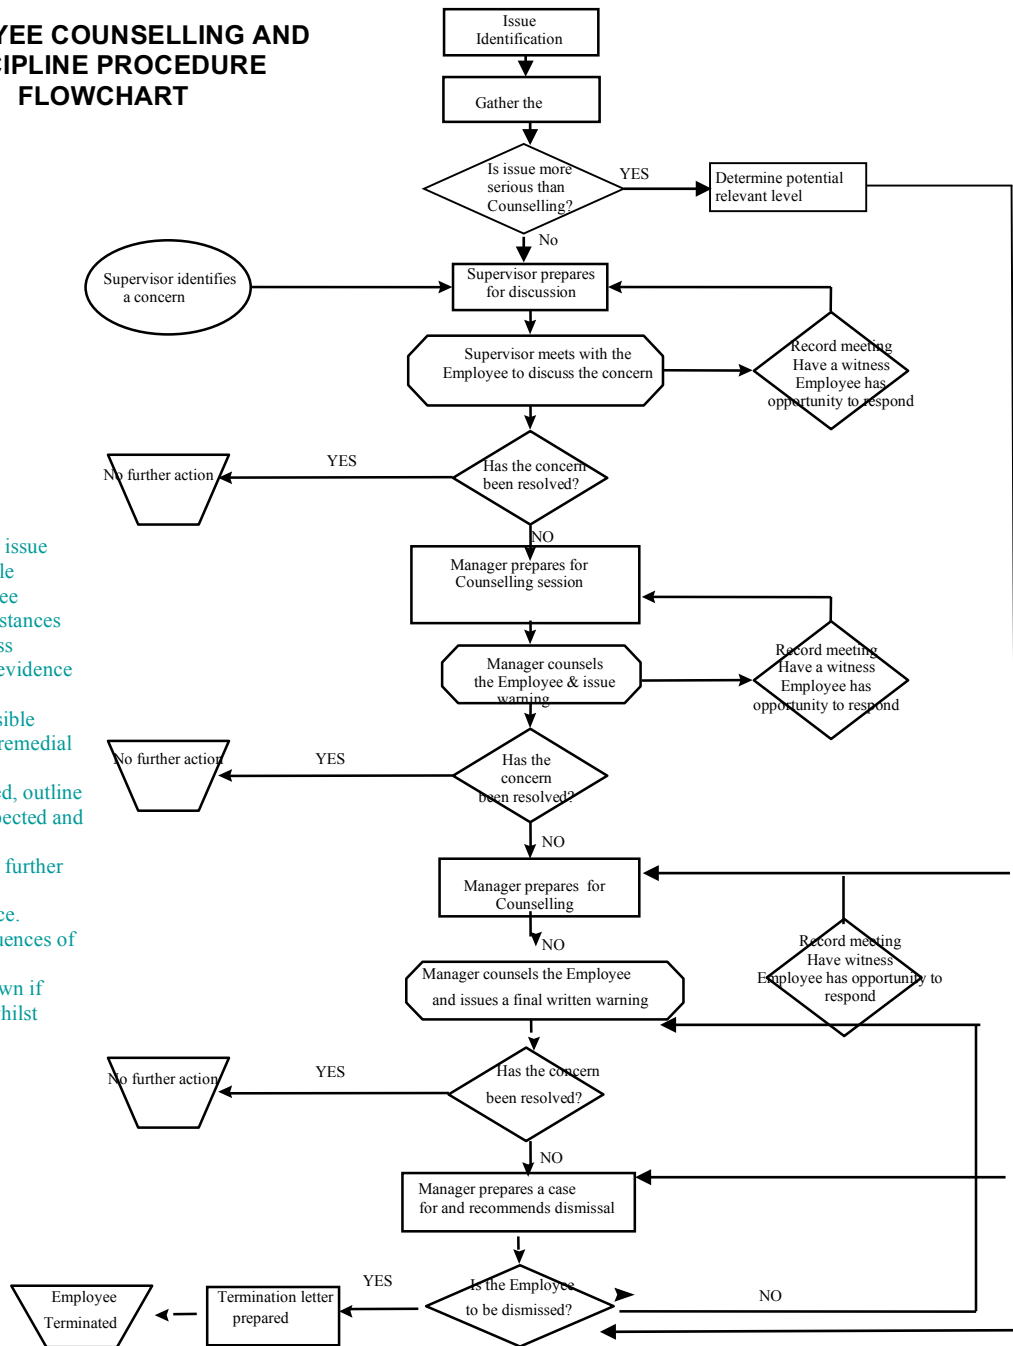 YEE COUNSELLING AND
CIPLINE PROCEDURE
FLOWCHART
Issue
Identification
Gather the
Is issue more
serious than
Counselling?
YES
Determine potential
relevant level
No
Supervisor identifies
a concern
Supervisor prepares
for discussion
Supervisor meets with the
Employee to discuss the concern
Record meeting
Have a witness
Employee has
opportunity to respond
Has the concern
been resolved?
YES
No further action
NO
Manager prepares for
Counselling session
Manager counsels
the Employee & issue
warning
Record meeting
Have a witness
Employee has
opportunity to respond
Has the
concern
been resolved?
YES
No further action
NO
issue
le
ee
stances
ss
evidence
sible
remedial
ed, outline
pected and
further
ce.
uences of
wn if
hilst
Manager prepares for
Counselling
NO
Record meeting
Have witness
Employee has opportunity to
respond
Manager counsels the Employee
and issues a final written warning
Has the concern
been resolved?
YES
No further action
NO
Manager prepares a case
for and recommends dismissal
Is the Employee
to be dismissed?
YES
NO
Termination letter
prepared
Employee
Terminated